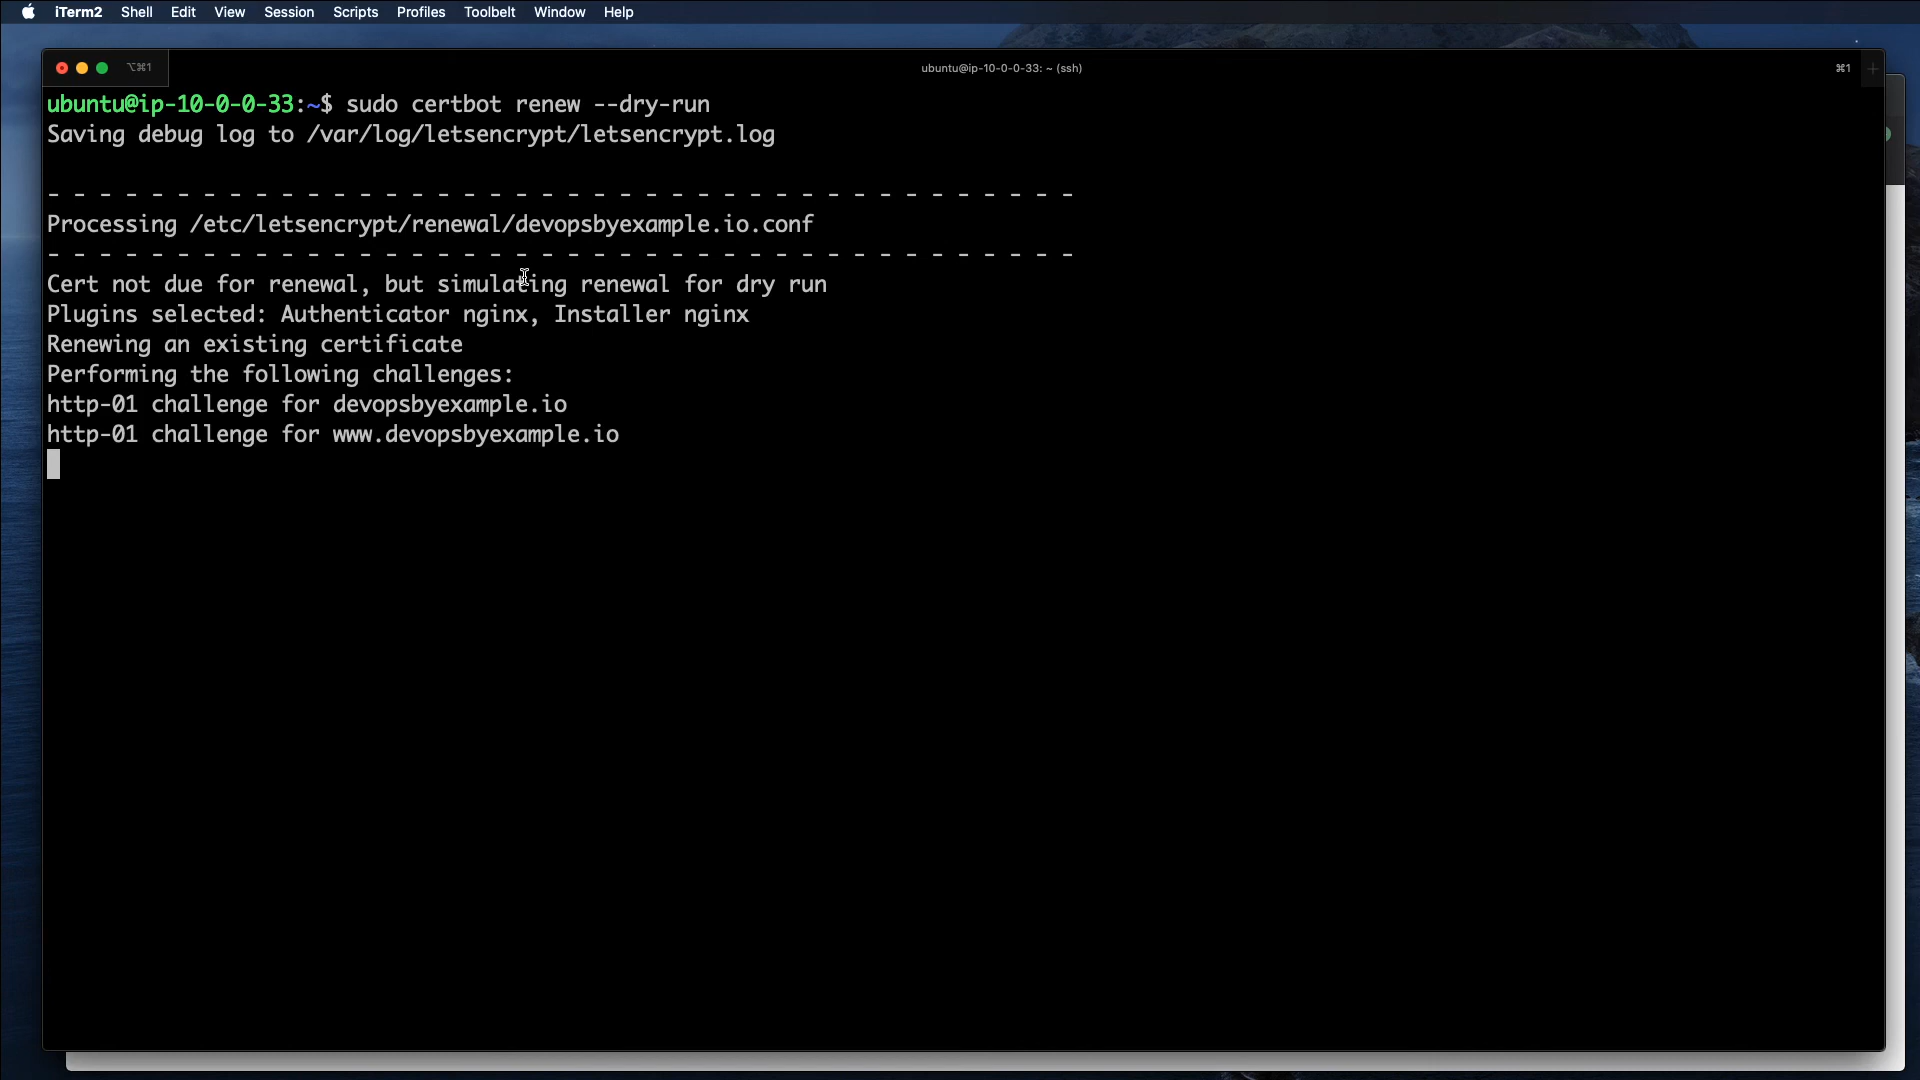 iTerm2 Shell Edit View Session Scripts Profiles Toolbelt Window Help
⌥⌘1 ubuntu@ip-10-0-0-33: ~ (ssh) ⌘1
ubuntu@ip-10-0-0-33:~$ sudo certbot renew --dry-run
Saving debug log to /var/log/letsencrypt/letsencrypt.log
- - - - - - - - - - - - - - - - - - - - - - - - - - - - - - - - - - - - - - - -
Processing /etc/letsencrypt/renewal/devopsbyexample.io.conf
- - - - - - - - - - - - - - - - - - - - - - - - - - - - - - - - - - - - - - - -
Cert not due for renewal, but simulating renewal for dry run
Plugins selected: Authenticator nginx, Installer nginx
Renewing an existing certificate
Performing the following challenges:
http-01 challenge for devopsbyexample.io
http-01 challenge for www.devopsbyexample.io